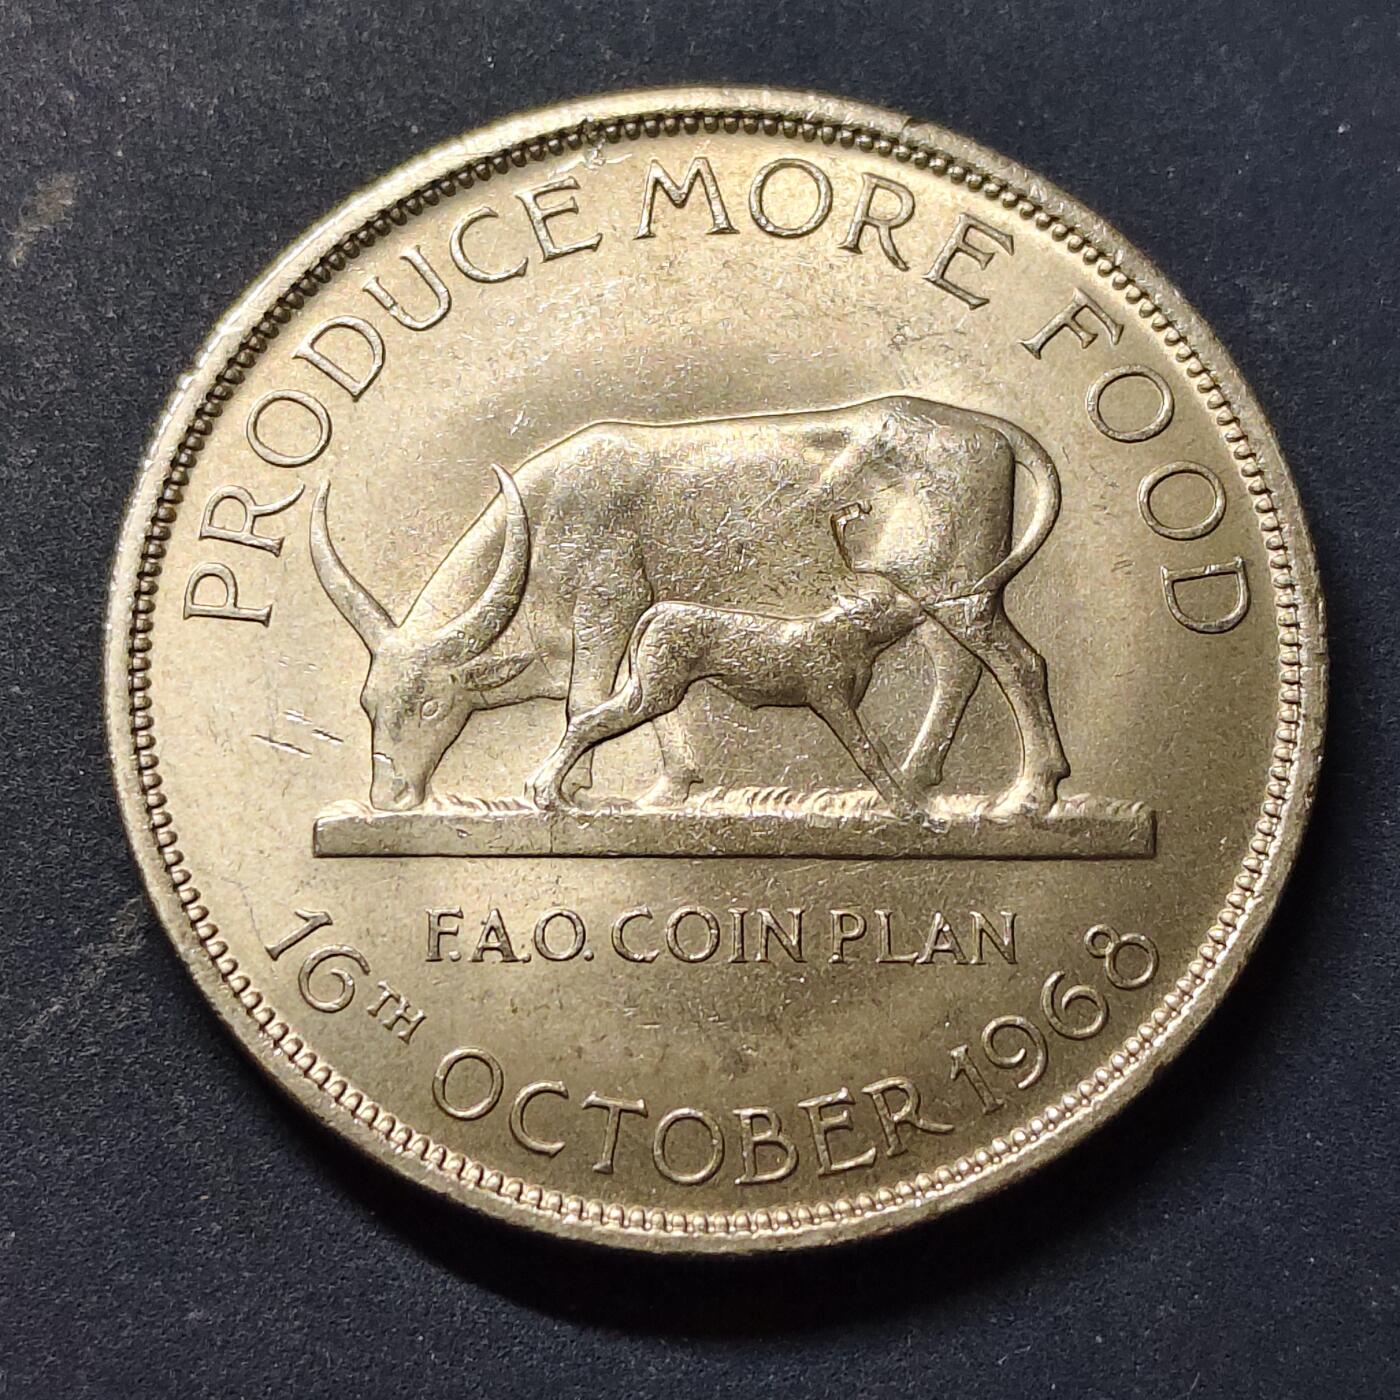 PRODUCE MORE FOOD
F.A.O. COIN PLAN
16TH OCTOBER 1968